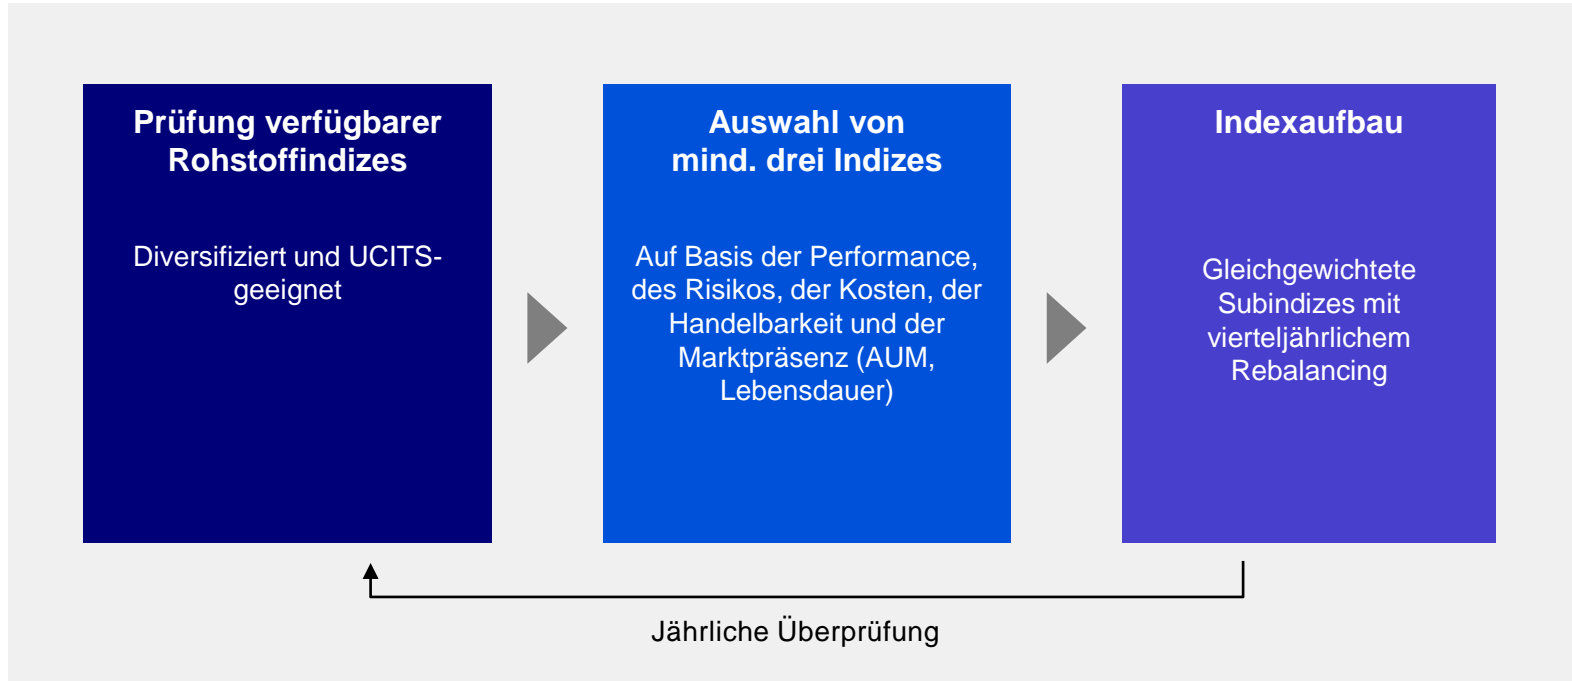 Prüfung verfügbarer
Rohstoffindizes
Diversifiziert und UCITS-
geeignet
Auswahl von
mind. drei Indizes
Auf Basis der Performance,
des Risikos, der Kosten, der
Handelbarkeit und der
Marktpräsenz (AUM,
Lebensdauer)
Indexaufbau
Gleichgewichtete
Subindizes mit
vierteljährlichem
Rebalancing
Jährliche Überprüfung